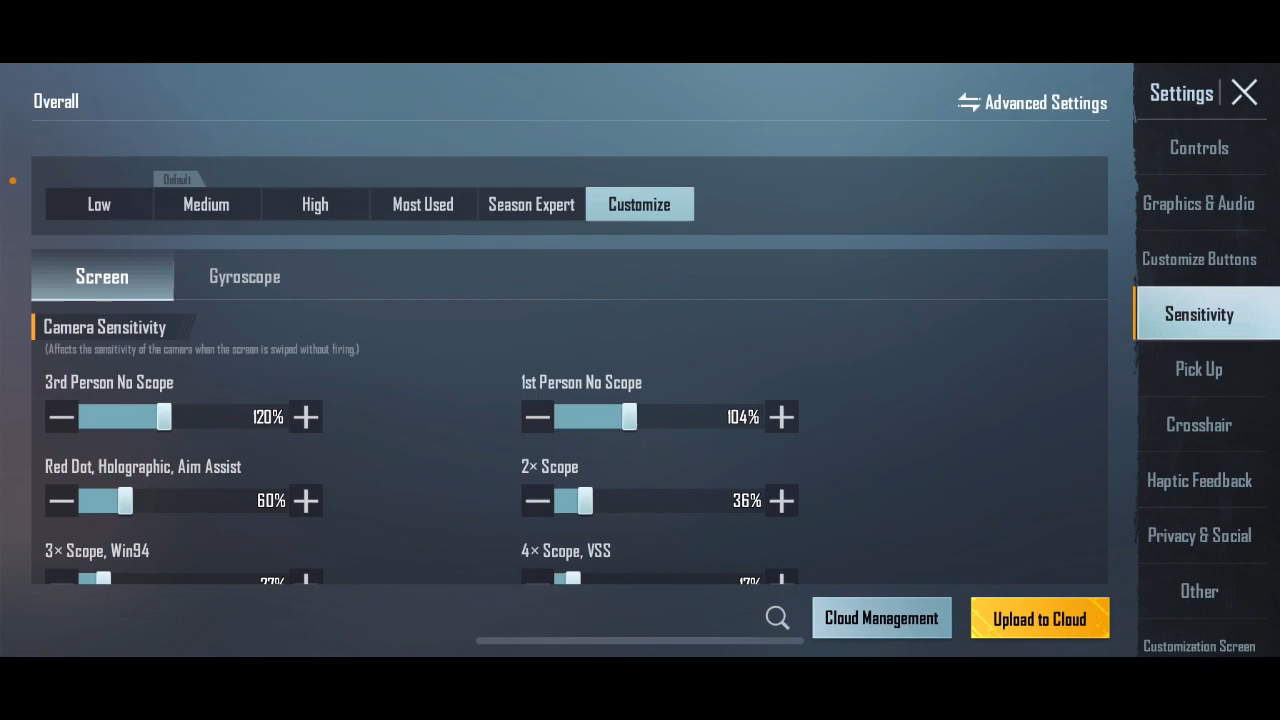 Overall
Advanced Settings
Settings
Default
Low Medium High Most Used Season Expert Customize
Screen Gyroscope
Camera Sensitivity
(Affects the sensitivity of the camera when the screen is swiped without firing.)
3rd Person No Scope 1st Person No Scope
120% 104%
Red Dot, Holographic, Aim Assist 2× Scope
60% 36%
3× Scope, Win94 4× Scope, VSS
27% 17%
Cloud Management Upload to Cloud
Controls
Graphics & Audio
Customize Buttons
Sensitivity
Pick Up
Crosshair
Haptic Feedback
Privacy & Social
Other
Customization Screen